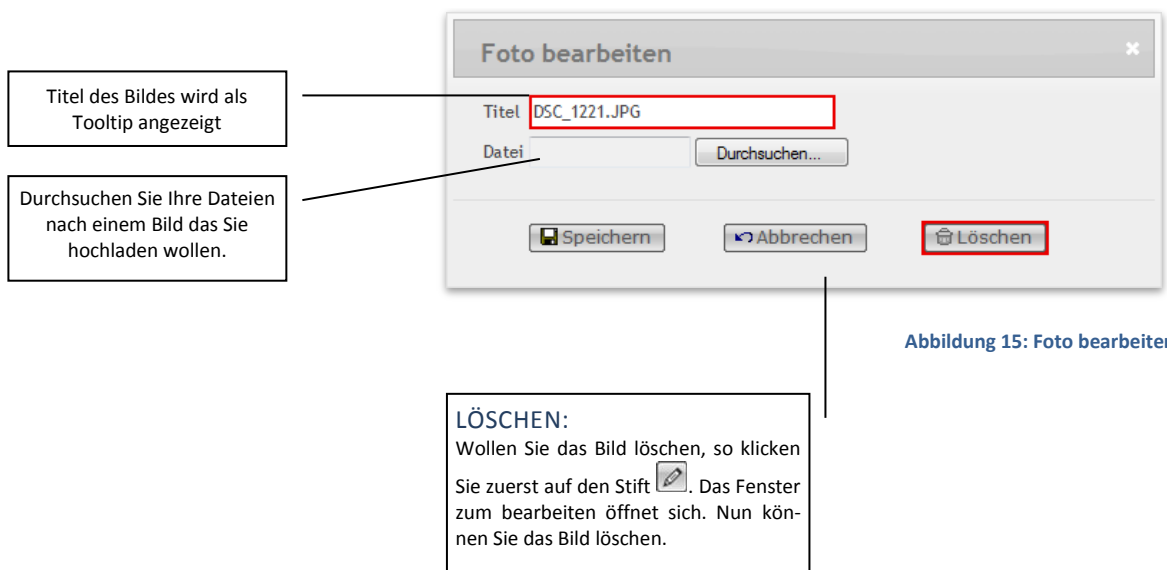 Foto bearbeiten
Titel des Bildes wird als
Tooltip angezeigt
Titel DSC_1221.JPG
Datei Durchsuchen...
Durchsuchen Sie Ihre Dateien
nach einem Bild das Sie
hochladen wollen.
Speichern Abbrechen Löschen
Abbildung 15: Foto bearbeiten
LÖSCHEN:
Wollen Sie das Bild löschen, so klicken
Sie zuerst auf den Stift . Das Fenster
zum bearbeiten öffnet sich. Nun kön-
nen Sie das Bild löschen.